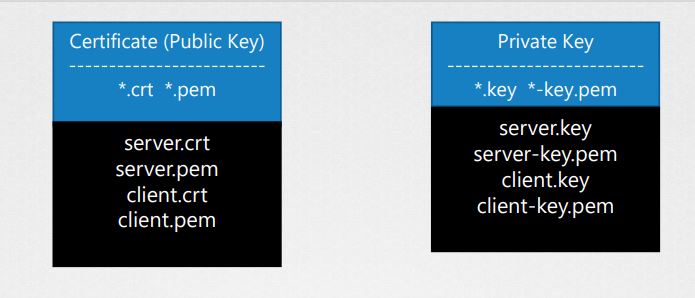 Certificate (Public Key)
-------------------------
*.crt *.pem
server.crt
server.pem
client.crt
client.pem
Private Key
-------------------------
*.key *-key.pem
server.key
server-key.pem
client.key
client-key.pem